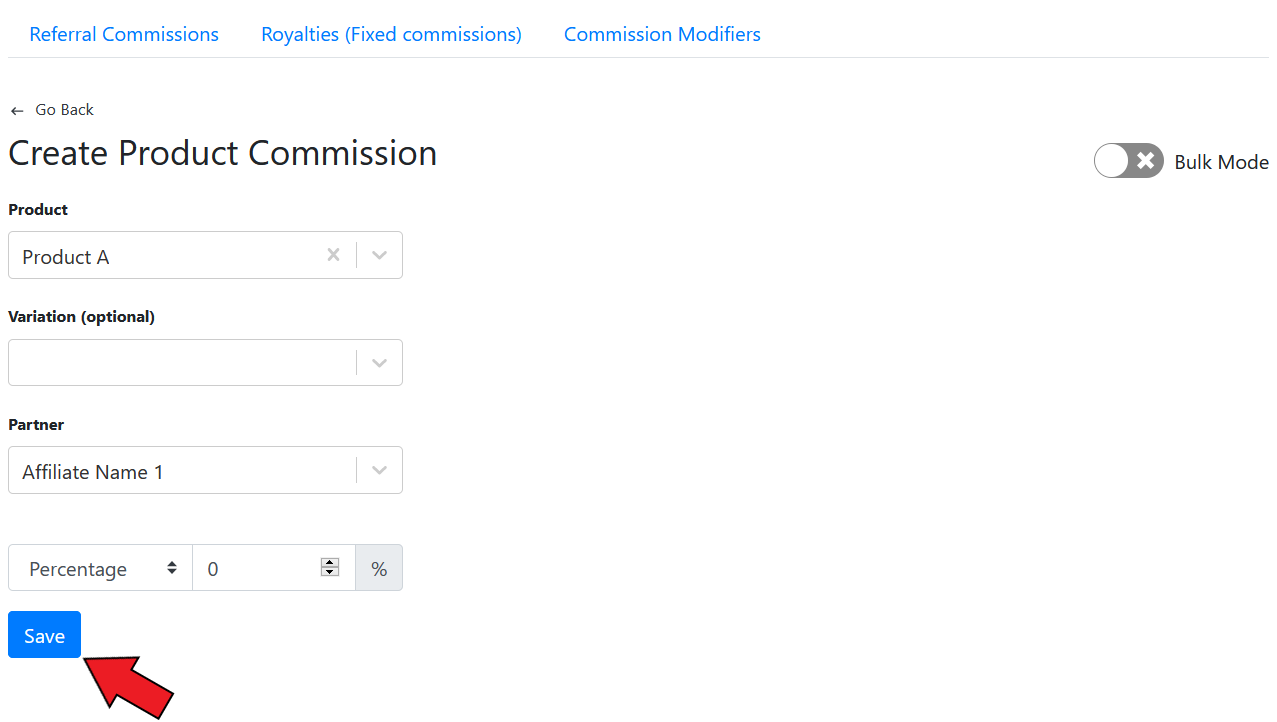 Referral Commissions Royalties (Fixed commissions) Commission Modifiers
← Go Back
Create Product Commission
Bulk Mode
Product
Product A
Variation (optional)
Partner
Affiliate Name 1
Percentage 0 %
Save